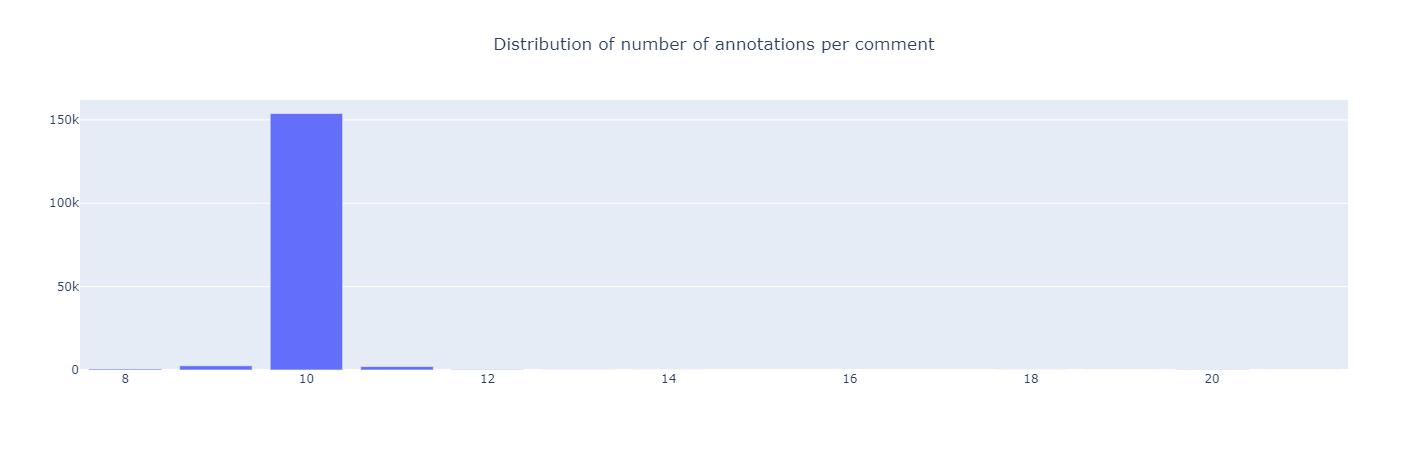 Distribution of number of annotations per comment
150k
100k
50k
0
8 10 12 14 16 18 20